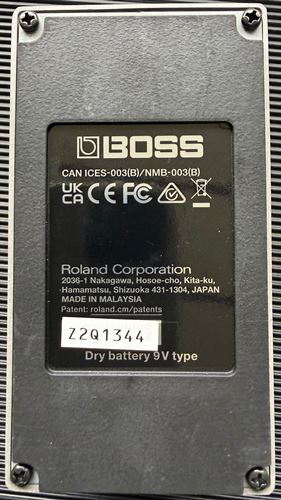 BOSS
CAN ICES-003(B)/NMB-003(B)
UK CA CE FC
Roland Corporation
2036-1 Nakagawa, Hosoe-cho, Kita-ku,
Hamamatsu, Shizuoka 431-1304, JAPAN
MADE IN MALAYSIA
Patent: roland.cm/patents
Z2Q1344
Dry battery 9V type